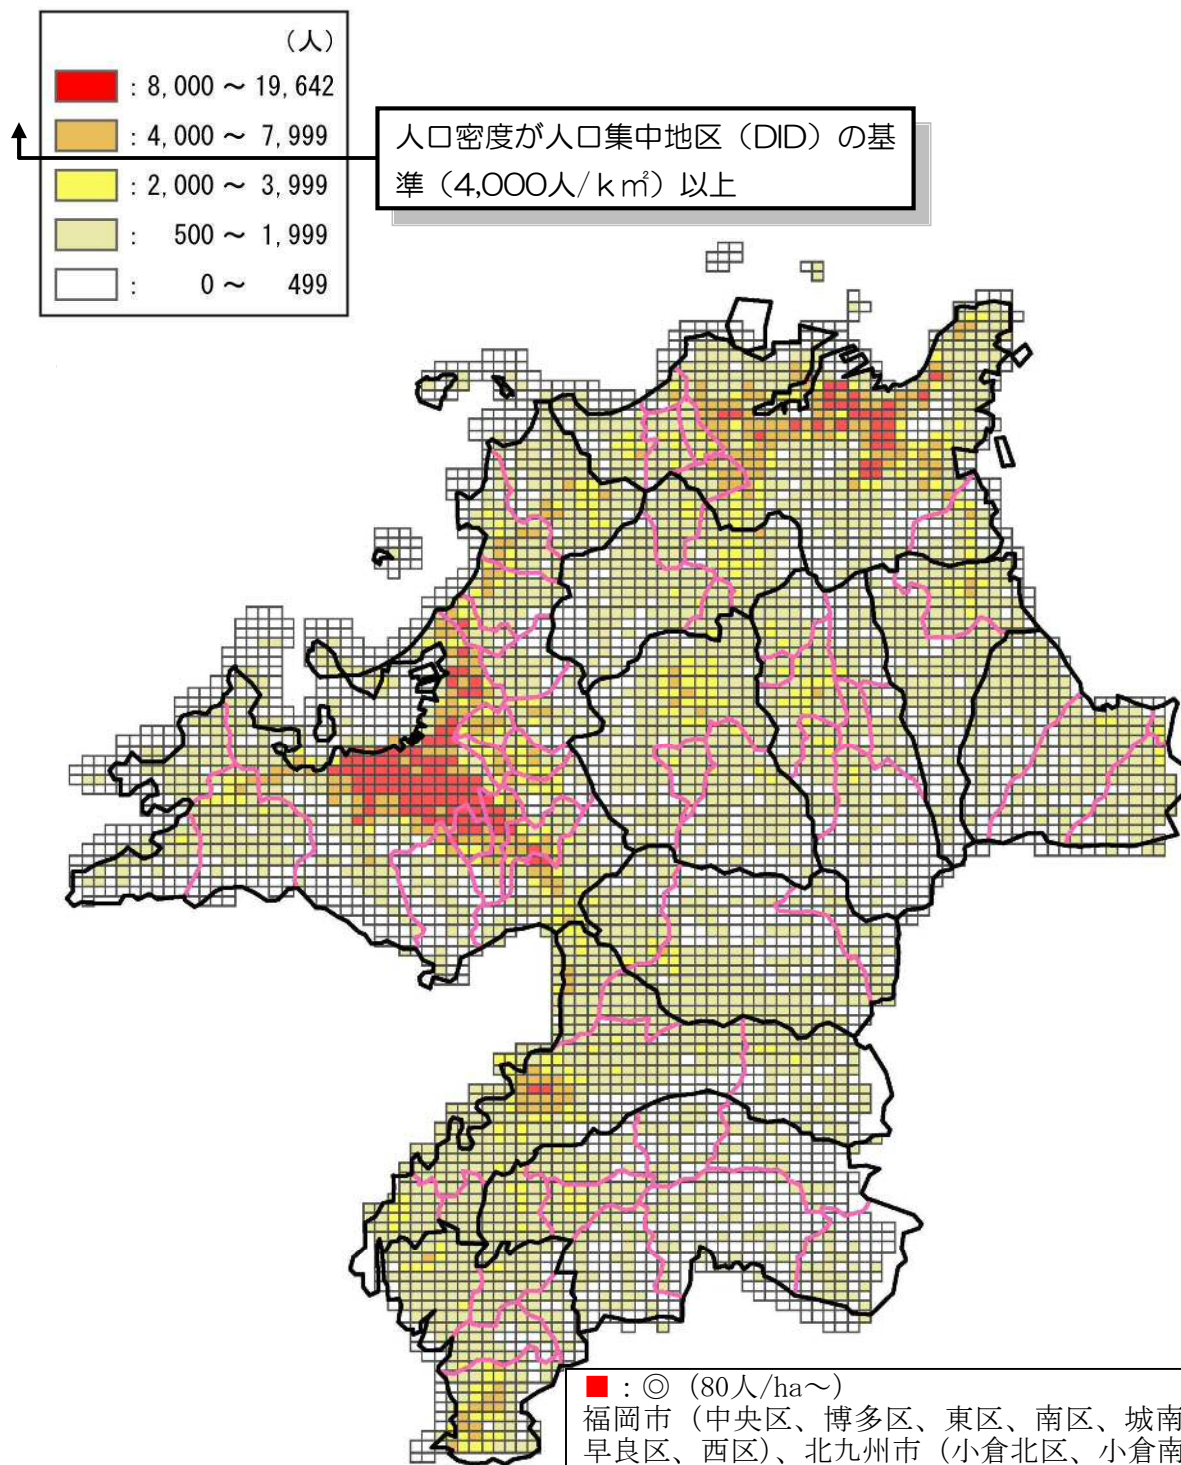 （人）
：8,000～19,642
：4,000～ 7,999
：2,000～ 3,999
： 500～ 1,999
： 0～ 499
人口密度が人口集中地区（DID）の基
準（4,000人/ｋ㎡）以上
■：◎（80人/ha～）
福岡市（中央区、博多区、東区、南区、城南
早良区、西区）、北九州市（小倉北区、小倉南